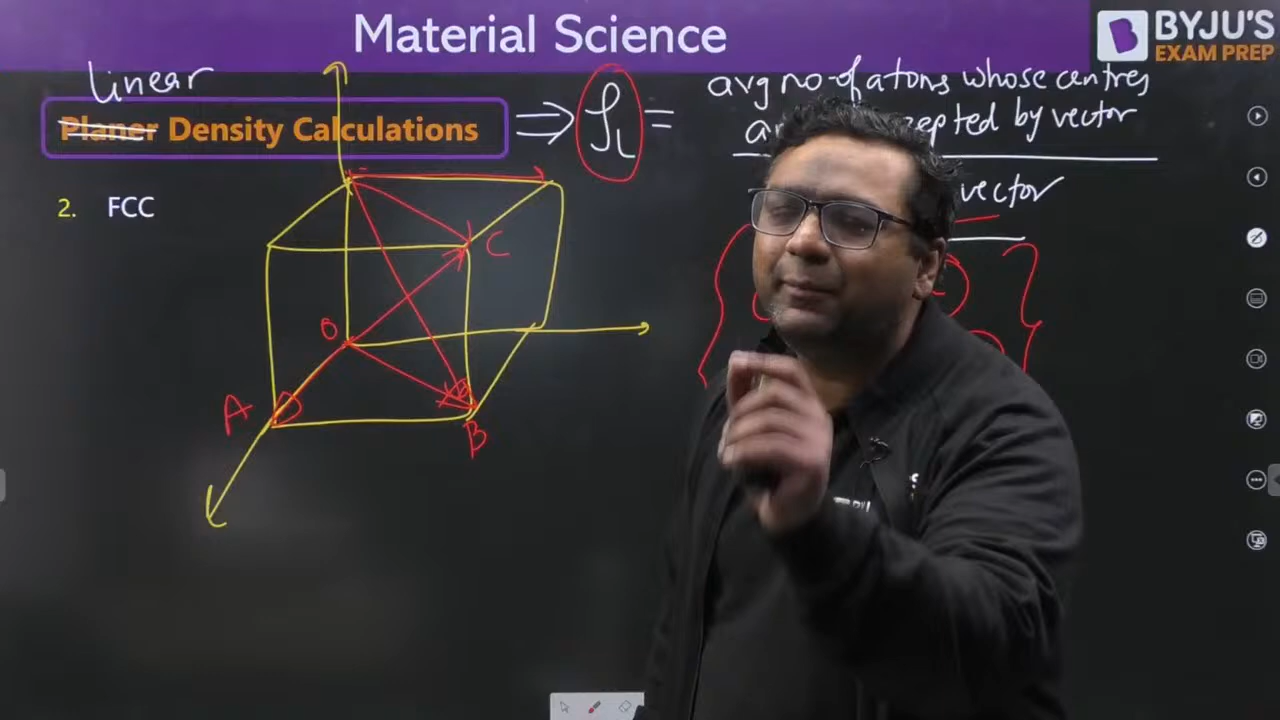 Material Science
BYJU'S
EXAM PREP
linear
Planer Density Calculations ⇒ ρL =
avg no. of atoms whose centres
epted by vector
vector
2. FCC
C
O
A
B